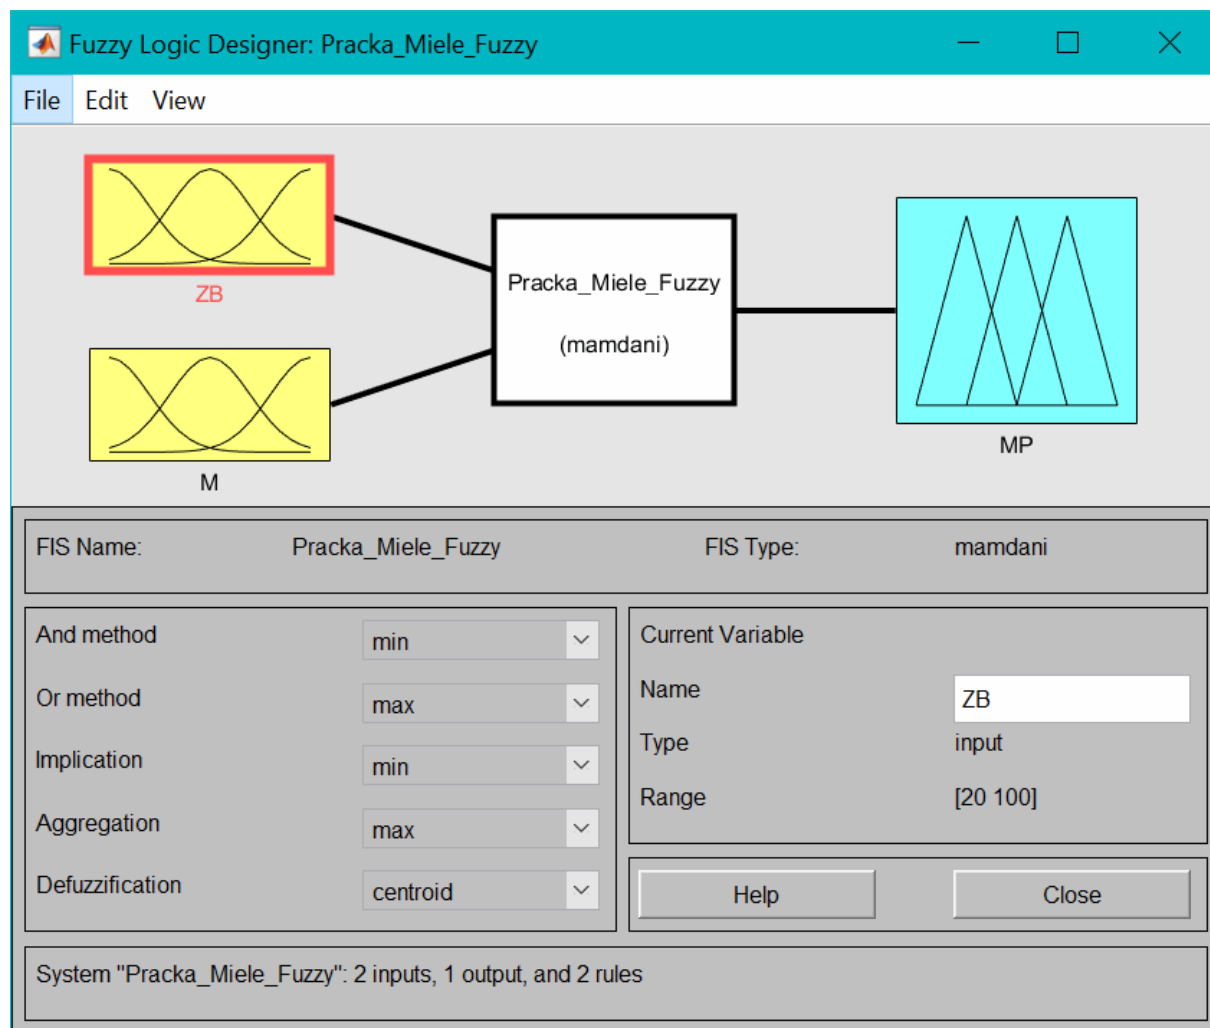 Fuzzy Logic Designer: Pracka_Miele_Fuzzy
File Edit View
ZB
M
Pracka_Miele_Fuzzy
(mamdani)
MP
FIS Name: Pracka_Miele_Fuzzy FIS Type: mamdani
And method min
Or method max
Implication min
Aggregation max
Defuzzification centroid
Current Variable
Name ZB
Type input
Range [20 100]
Help Close
System "Pracka_Miele_Fuzzy": 2 inputs, 1 output, and 2 rules